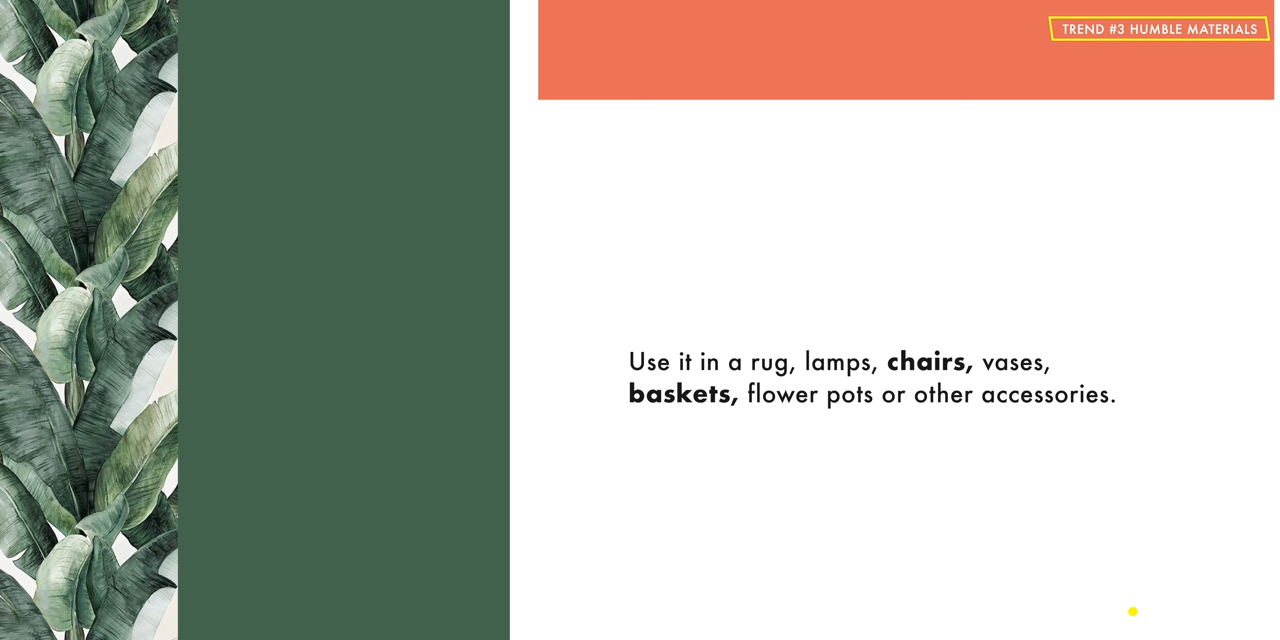 TREND #3 HUMBLE MATERIALS
Use it in a rug, lamps, chairs, vases,
baskets, flower pots or other accessories.